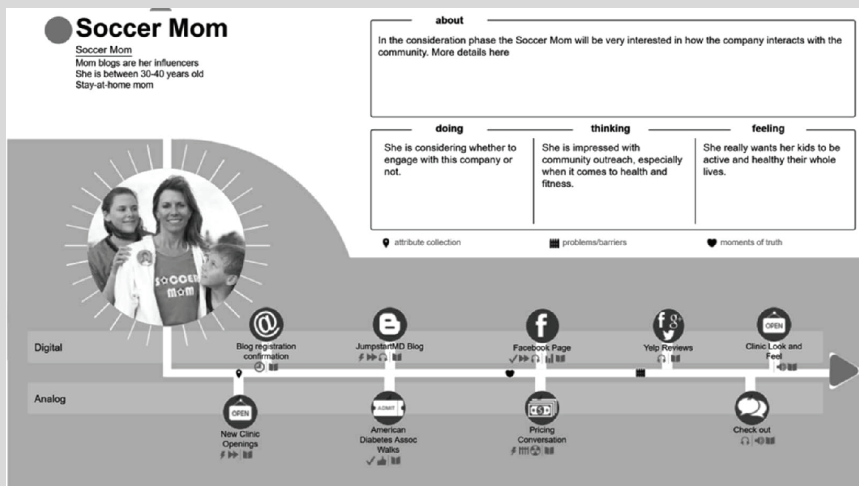 Soccer Mom
Soccer Mom
Mom blogs are her influencers
She is between 30-40 years old
Stay-at-home mom
about
In the consideration phase the Soccer Mom will be very interested in how the company interacts with the
community. More details here
doing
She is considering whether to
engage with this company or
not.
thinking
She is impressed with
community outreach, especially
when it comes to health and
fitness.
feeling
She really wants her kids to be
active and healthy their whole
lives.
attribute collection
problems/barriers
moments of truth
SOCCER
MOM
Digital
@
Blog registration
confirmation
JumpstartMD Blog
f
Facebook Page
f g+
Yelp Reviews
OPEN
Clinic Look and
Feel
Analog
OPEN
New Clinic
Openings
ADMIT
American
Diabetes Assoc
Walks
$
Pricing
Conversation
Check out